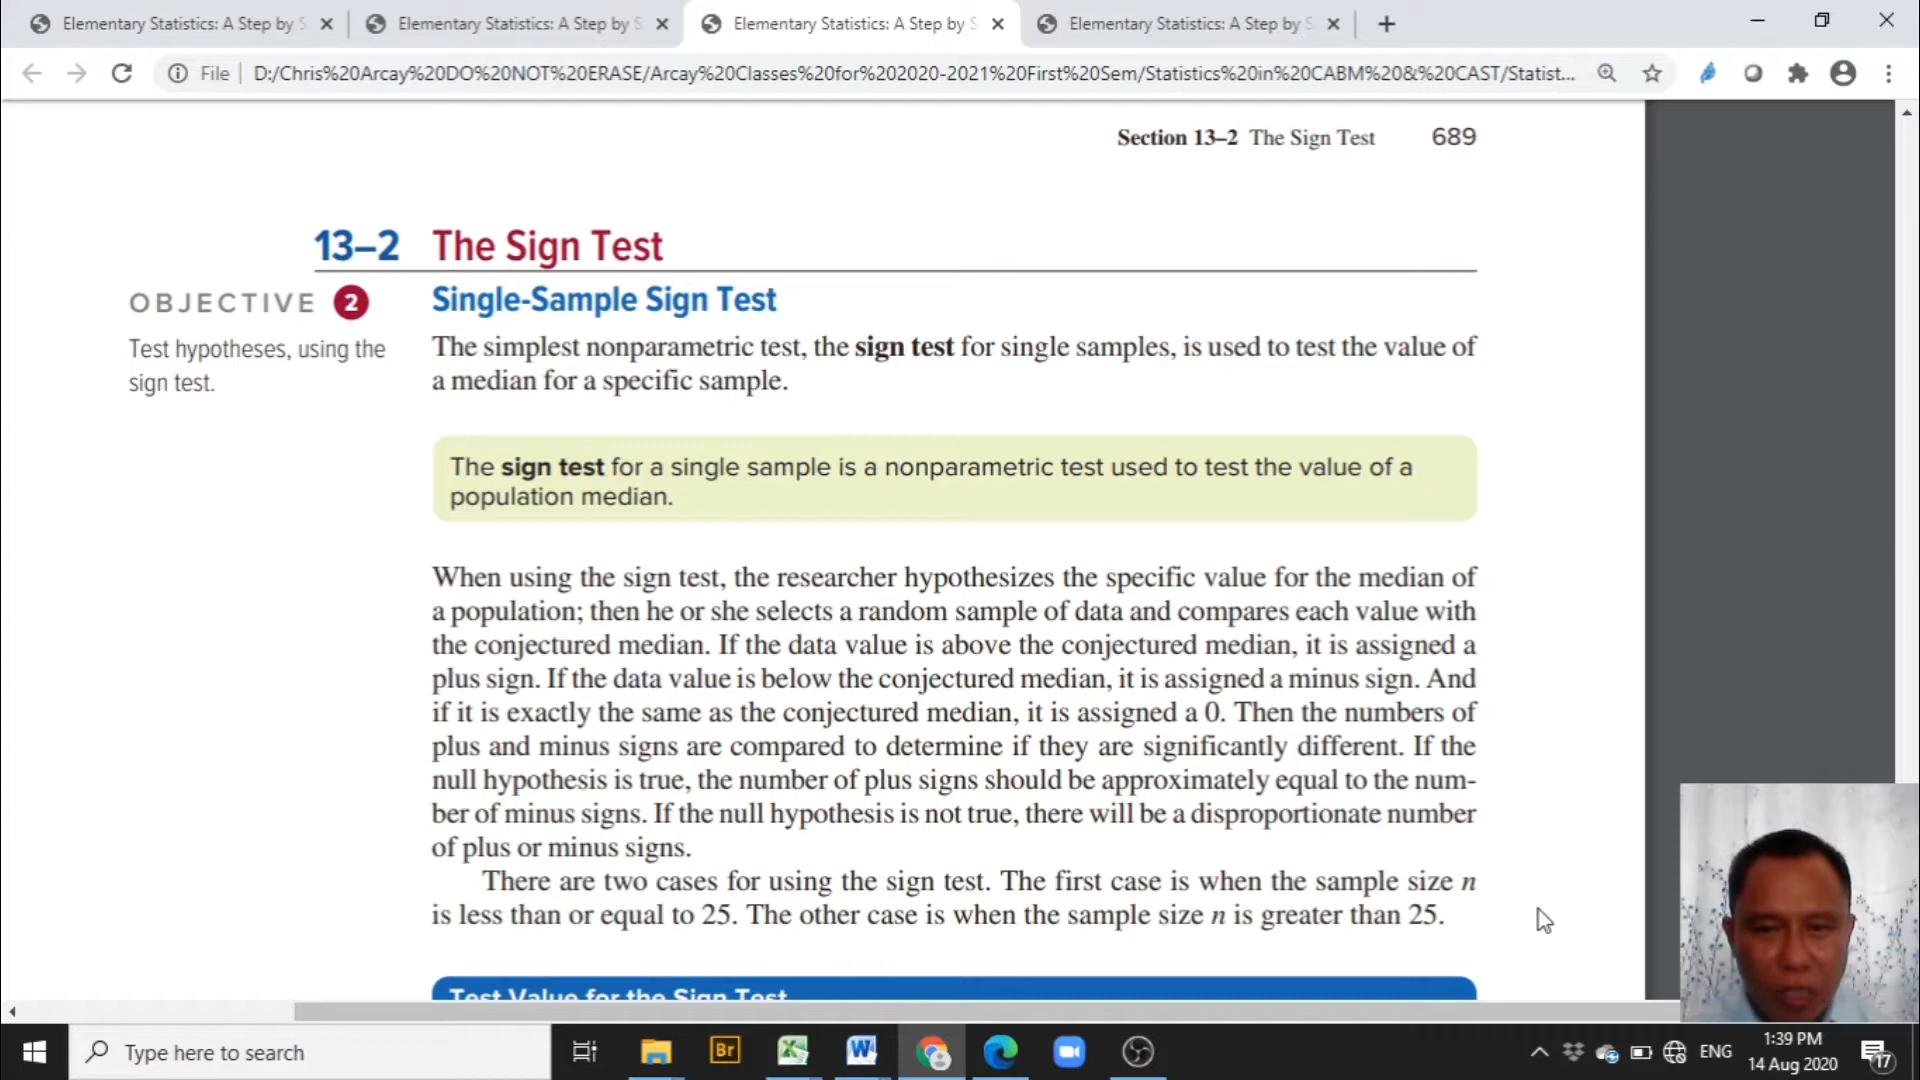 Elementary Statistics: A Step by S
Elementary Statistics: A Step by S
Elementary Statistics: A Step by S
Elementary Statistics: A Step by S
File
D:/Chris%20Arcay%20DO%20NOT%20ERASE/Arcay%20Classes%20for%202020-2021%20First%20Sem/Statistics%20in%20CABM%20&%20CAST/Statist...
Section 13–2 The Sign Test 689
13–2 The Sign Test
OBJECTIVE 2
Test hypotheses, using the
sign test.
Single-Sample Sign Test
The simplest nonparametric test, the sign test for single samples, is used to test the value of
a median for a specific sample.
The sign test for a single sample is a nonparametric test used to test the value of a
population median.
When using the sign test, the researcher hypothesizes the specific value for the median of
a population; then he or she selects a random sample of data and compares each value with
the conjectured median. If the data value is above the conjectured median, it is assigned a
plus sign. If the data value is below the conjectured median, it is assigned a minus sign. And
if it is exactly the same as the conjectured median, it is assigned a 0. Then the numbers of
plus and minus signs are compared to determine if they are significantly different. If the
null hypothesis is true, the number of plus signs should be approximately equal to the num-
ber of minus signs. If the null hypothesis is not true, there will be a disproportionate number
of plus or minus signs.
There are two cases for using the sign test. The first case is when the sample size n
is less than or equal to 25. The other case is when the sample size n is greater than 25.
Test Value for the Sign Test
Type here to search
Br
ENG
1:39 PM
14 Aug 2020
17